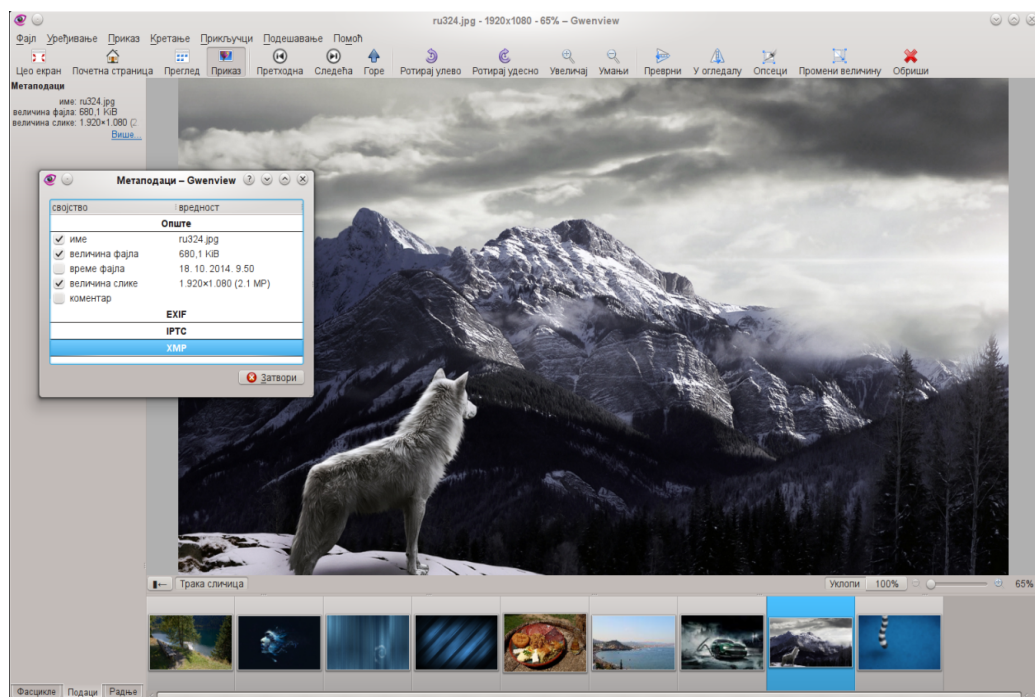 ru324.jpg - 1920x1080 - 65% – Gwenview
Фајл Уређивање Приказ Кретање Прикључци Подешавање Помоћ
Цео екран Почетна страница Преглед Приказ Претходна Следећа Горе Ротирај улево Ротирај удесно Увеличај Умањи Преврни У огледалу Опсеци Промени величину Обриши
Метаподаци
име: ru324.jpg
величина фајла: 680,1 KiB
величина слике: 1.920×1.080 (2
Више...
Метаподаци – Gwenview
својство вредност
Опште
име ru324.jpg
величина фајла 680,1 KiB
време фајла 18. 10. 2014. 9.50
величина слике 1.920×1.080 (2.1 MP)
коментар
EXIF
IPTC
XMP
Затвори
Трака сличица Уклопи 100% 65%
Фасцикле Подаци Радње